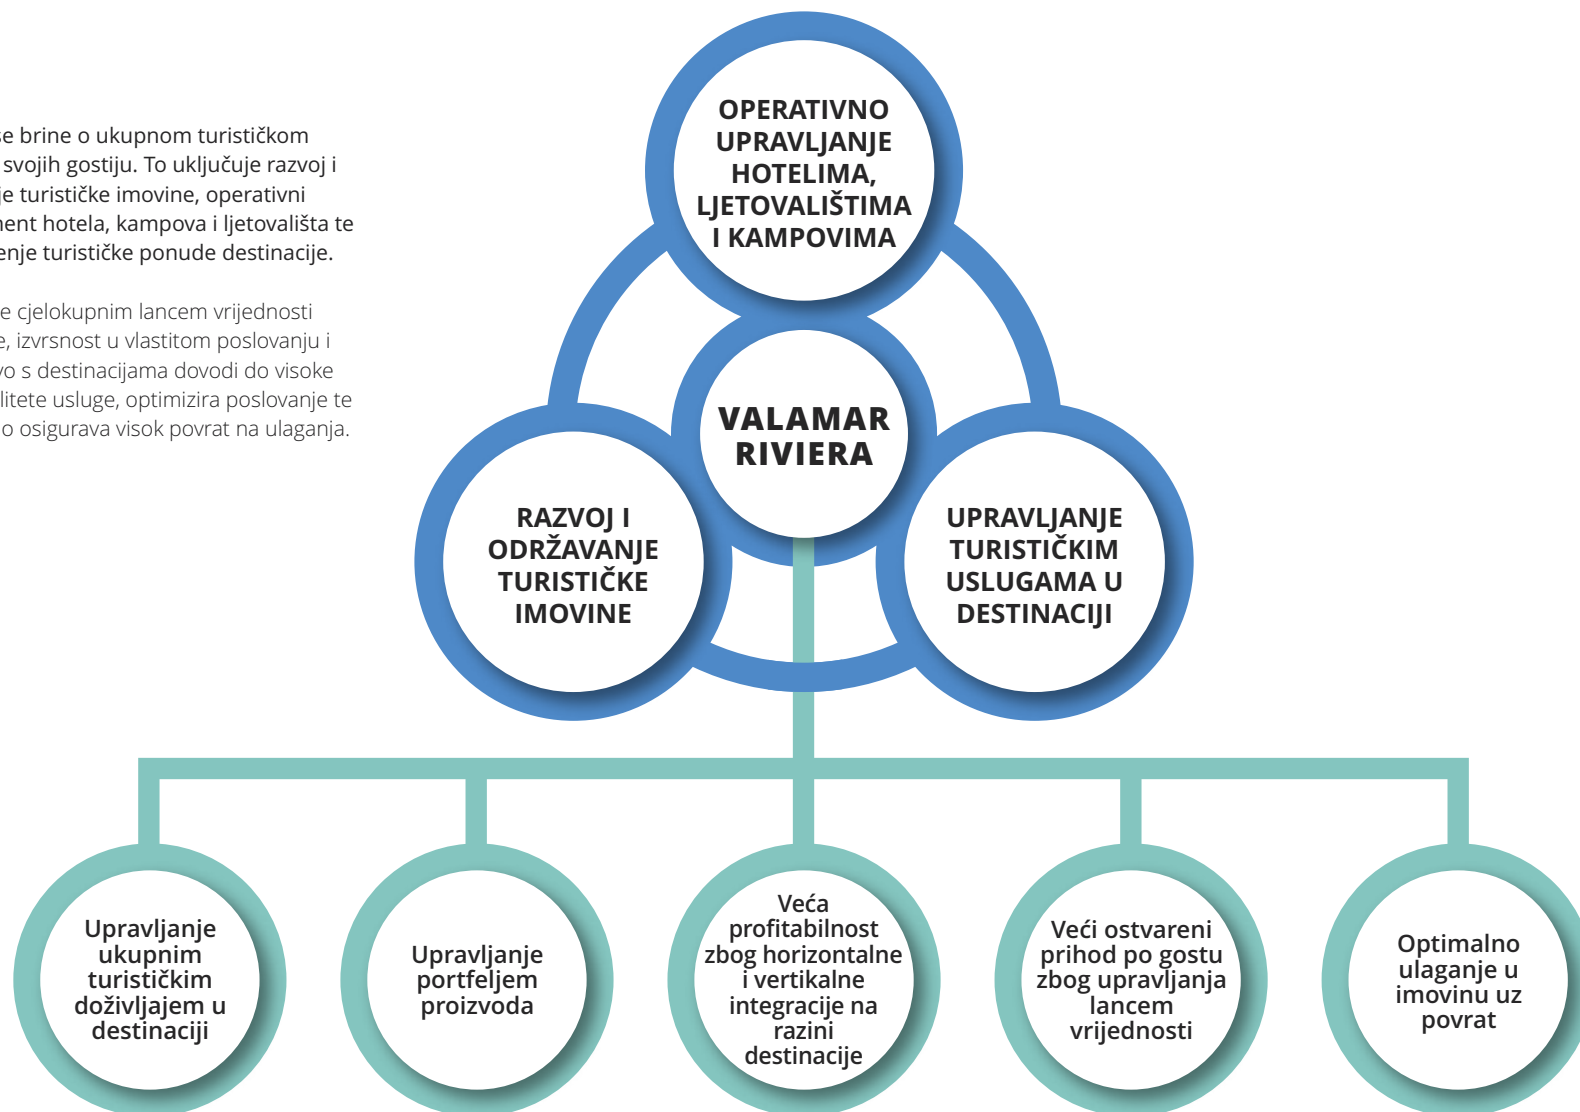 se brine o ukupnom turističkom
svojih gostiju. To uključuje razvoj i
je turističke imovine, operativni
ent hotela, kampova i ljetovališta te
enje turističke ponude destinacije.
e cjelokupnim lancem vrijednosti
e, izvrsnost u vlastitom poslovanju i
vo s destinacijama dovodi do visoke
litete usluge, optimizira poslovanje te
o osigurava visok povrat na ulaganja.
OPERATIVNO
UPRAVLJANJE
HOTELIMA,
LJETOVALIŠTIMA
I KAMPOVIMA
VALAMAR
RIVIERA
RAZVOJ I
ODRŽAVANJE
TURISTIČKE
IMOVINE
UPRAVLJANJE
TURISTIČKIM
USLUGAMA U
DESTINACIJI
Upravljanje
ukupnim
turističkim
doživljajem u
destinaciji
Upravljanje
portfeljem
proizvoda
Veća
profitabilnost
zbog horizontalne
i vertikalne
integracije na
razini
destinacije
Veći ostvareni
prihod po gostu
zbog upravljanja
lancem
vrijednosti
Optimalno
ulaganje u
imovinu uz
povrat